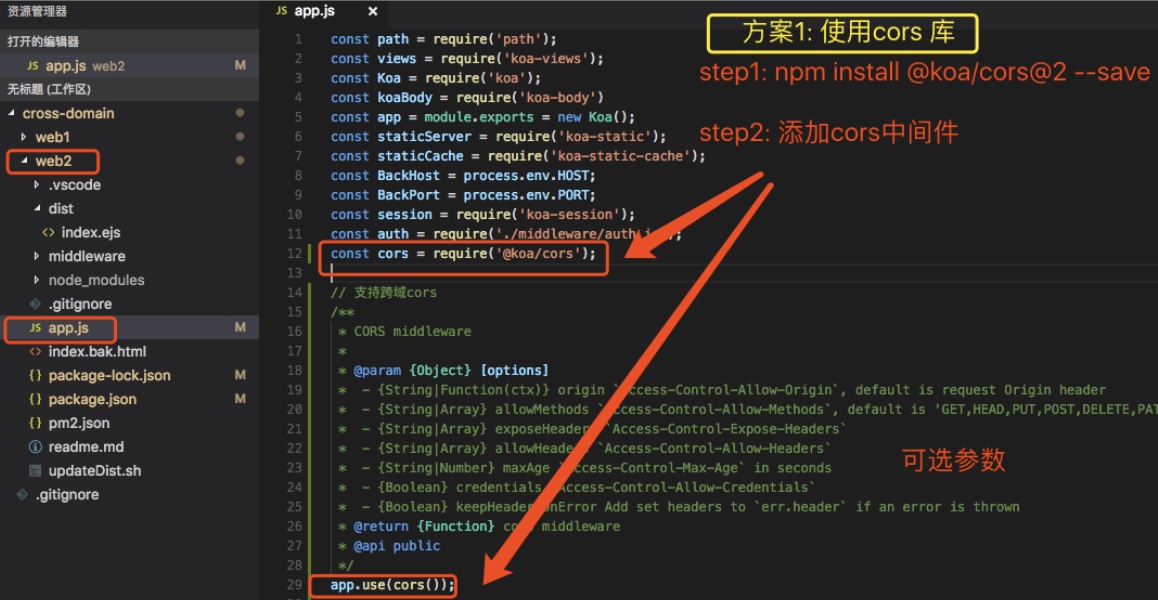 资源管理器
打开的编辑器
JS app.js web2 M
无标题 (工作区)
cross-domain
web1
web2
.vscode
dist
<> index.ejs
middleware
node_modules
.gitignore
JS app.js M
<> index.bak.html
{} package-lock.json M
{} package.json M
{} pm2.json
readme.md
updateDist.sh
.gitignore
JS app.js ×
方案1: 使用cors 库
step1: npm install @koa/cors@2 --save
step2: 添加cors中间件
可选参数
1 const path = require('path');
2 const views = require('koa-views');
3 const Koa = require('koa');
4 const koaBody = require('koa-body')
5 const app = module.exports = new Koa();
6 const staticServer = require('koa-static');
7 const staticCache = require('koa-static-cache');
8 const BackHost = process.env.HOST;
9 const BackPort = process.env.PORT;
10 const session = require('koa-session');
11 const auth = require('./middleware/auth
12 const cors = require('@koa/cors');
13
14 // 支持跨域cors
15 /**
16 * CORS middleware
17 *
18 * @param {Object} [options]
19 * - {String|Function(ctx)} origin `Access-Control-Allow-Origin`, default is request Origin header
20 * - {String|Array} allowMethods `Access-Control-Allow-Methods`, default is 'GET,HEAD,PUT,POST,DELETE,PAT
21 * - {String|Array} exposeHeaders `Access-Control-Expose-Headers`
22 * - {String|Array} allowHeaders `Access-Control-Allow-Headers`
23 * - {String|Number} maxAge `Access-Control-Max-Age` in seconds
24 * - {Boolean} credentials `Access-Control-Allow-Credentials`
25 * - {Boolean} keepHeadersOnError Add set headers to `err.header` if an error is thrown
26 * @return {Function} cors middleware
27 * @api public
28 */
29 app.use(cors());